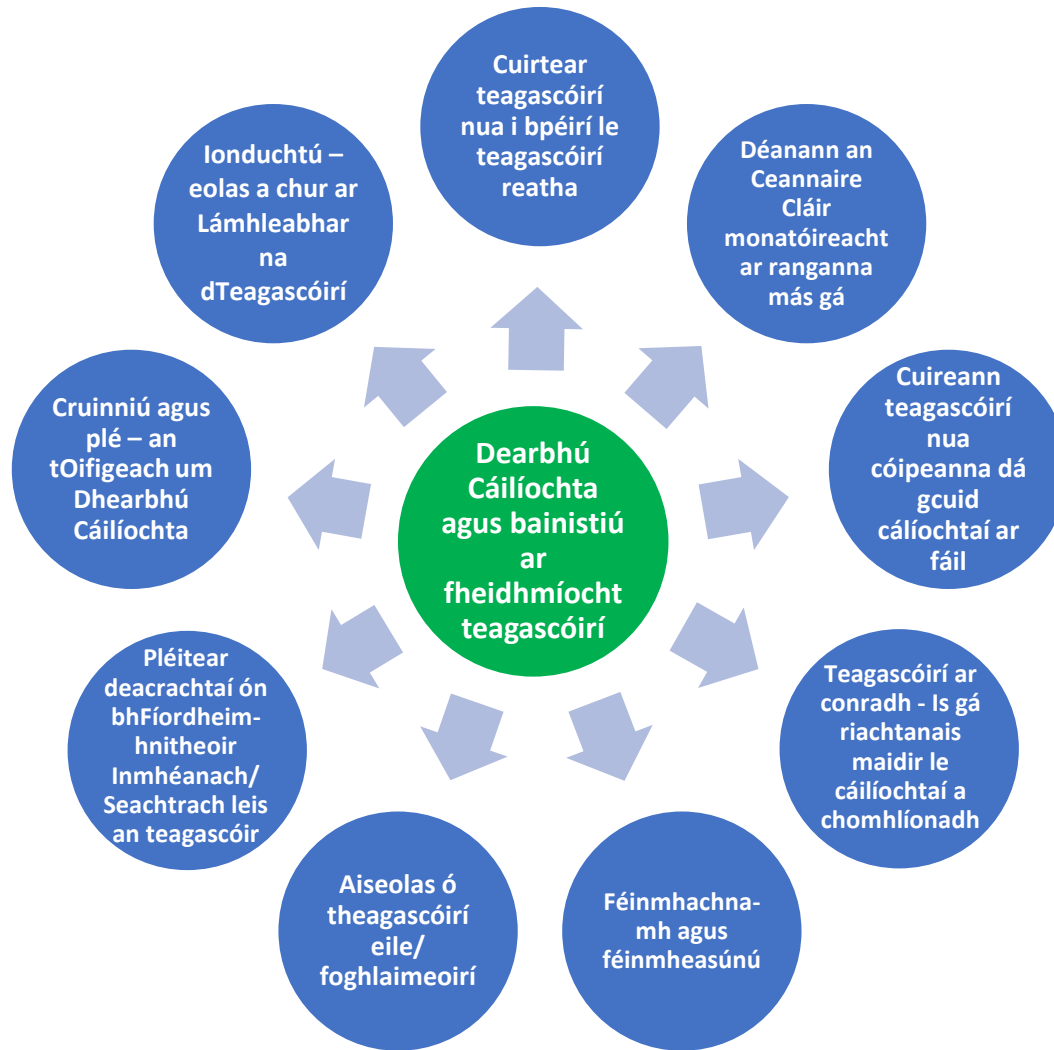 Cuirtear
teagascóirí
nua i bpéirí le
teagascóirí
reatha
Déanann an
Ceannaire
Cláir
monatóireacht
ar ranganna
más gá
Cuireann
teagascóirí
nua
cóipeanna dá
gcuid
cálíochtaí ar
fáil
Teagascóirí ar
conradh - Is gá
riachtanais
maidir le
cáilíochtaí a
chomhlíonadh
Féinmhachna-
mh agus
féinmheasúnú
Aiseolas ó
theagascóirí
eile/
foghlaimeoirí
Pléitear
deacrachtaí ón
bhFíordheim-
hnitheoir
Inmhéanach/
Seachtrach leis
an teagascóir
Cruinniú agus
plé – an
tOifigeach um
Dhearbhú
Cáilíochta
Ionduchtú –
eolas a chur ar
Lámhleabhar
na
dTeagascóirí
Dearbhú
Cáilíochta
agus bainistiú
ar
fheidhmíocht
teagascóirí